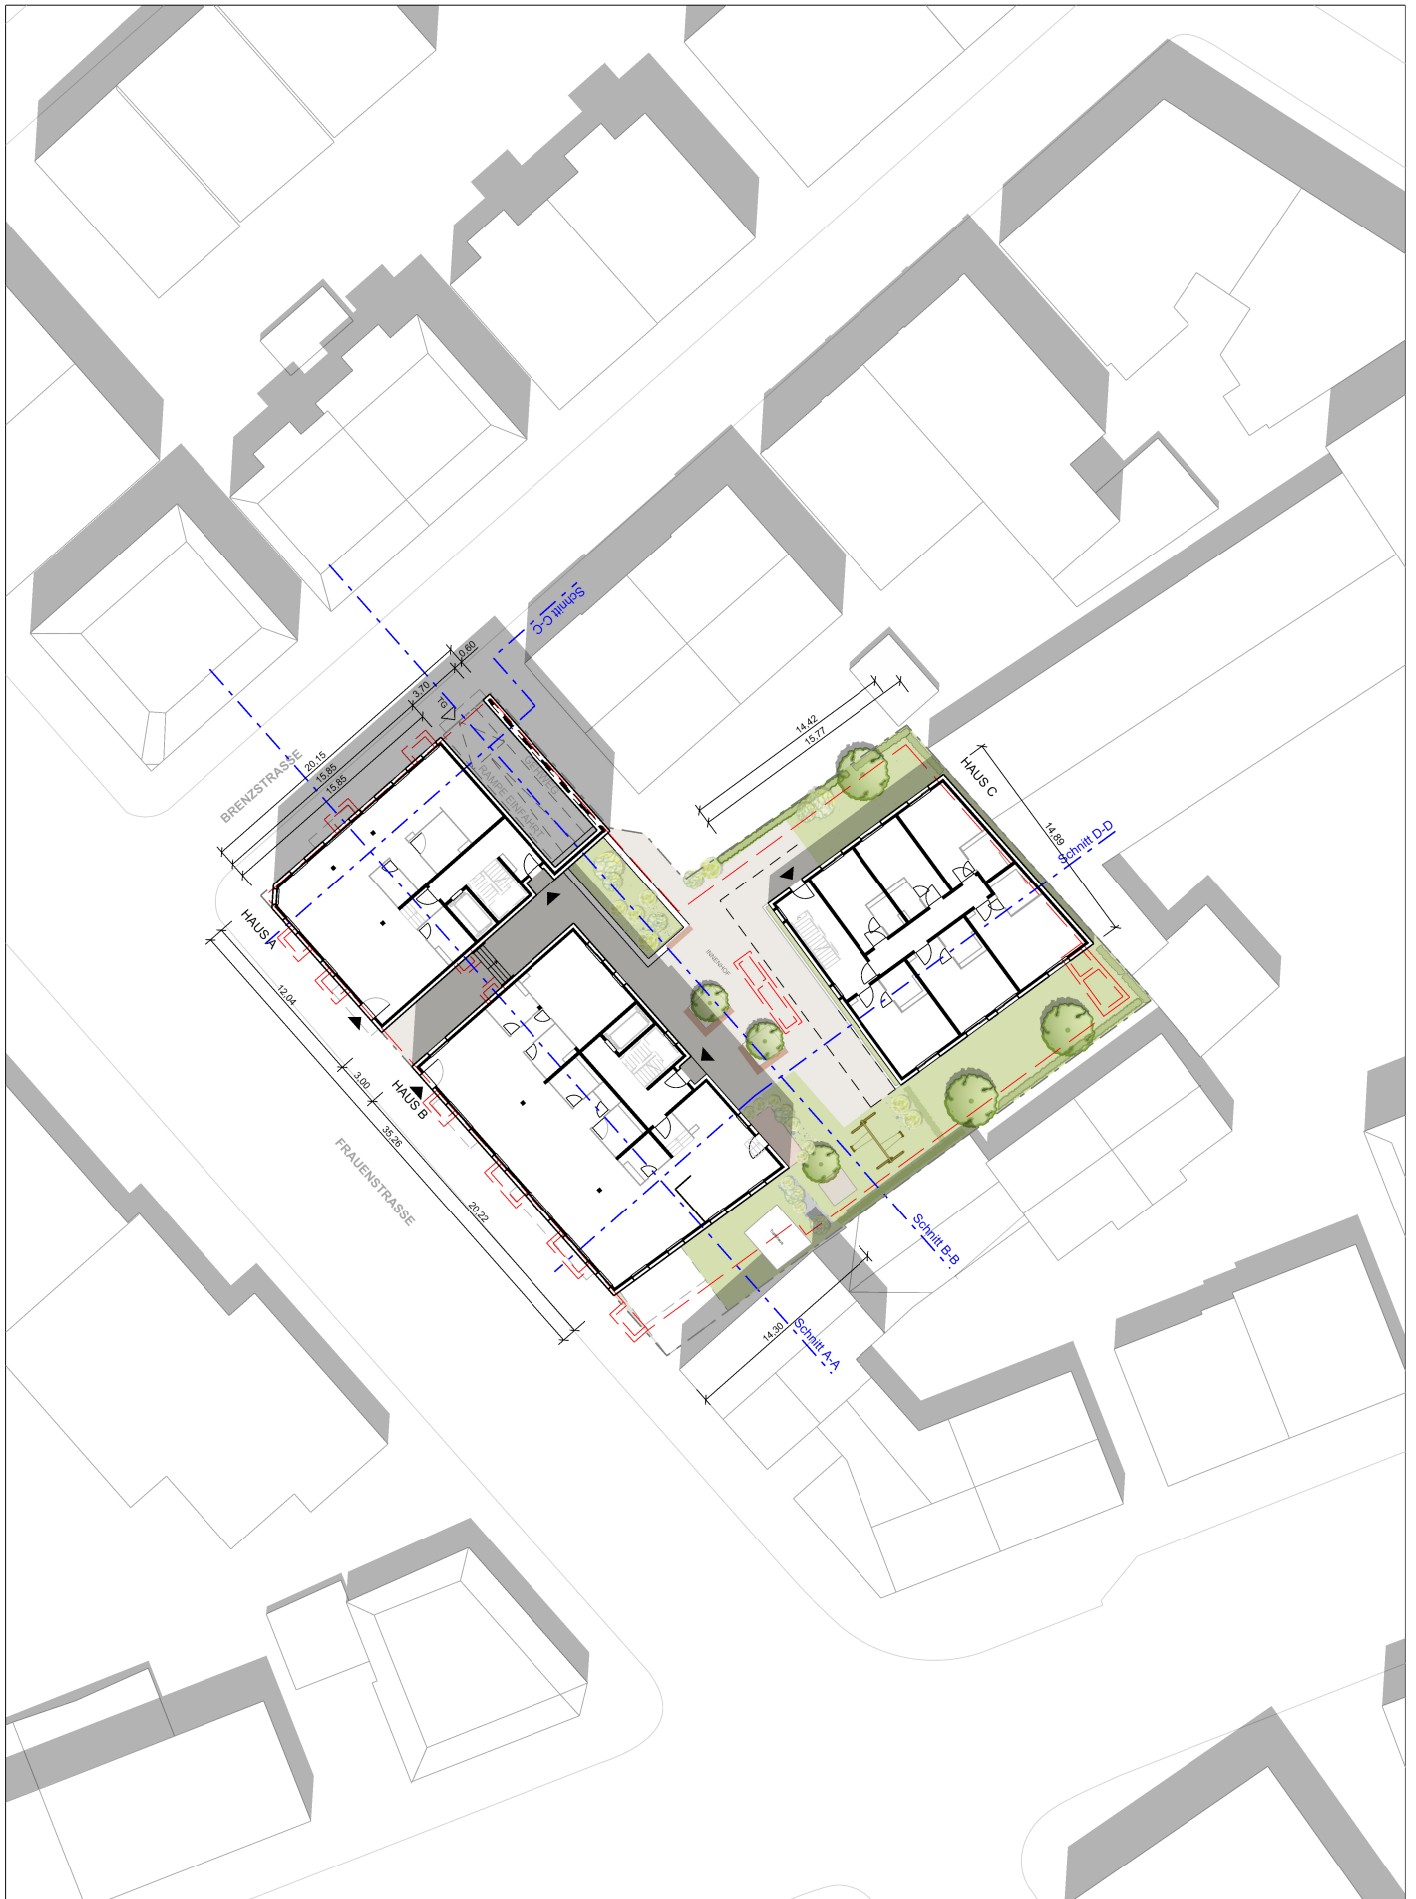 Schnitt C-C
0,60
3,70
TG
20,15
15,85
15,85
BRENZSTRASSE
RAMPE EINFAHRT
14,42
15,77
HAUS C
14,89
Schnitt D-D
HAUS A
INNENHOF
12,04
3,00
HAUS B
35,26
FRAUENSTRASSE
20,22
Schnitt B-B
14,30
Schnitt A-A